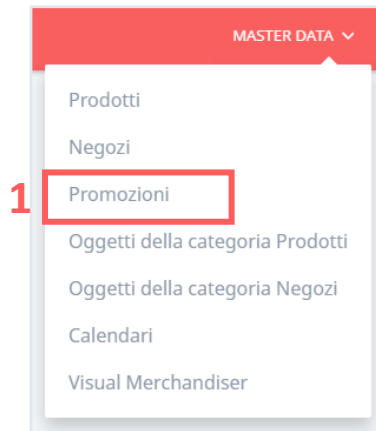 MASTER DATA
Prodotti
Negozi
1
Promozioni
Oggetti della categoria Prodotti
Oggetti della categoria Negozi
Calendari
Visual Merchandiser